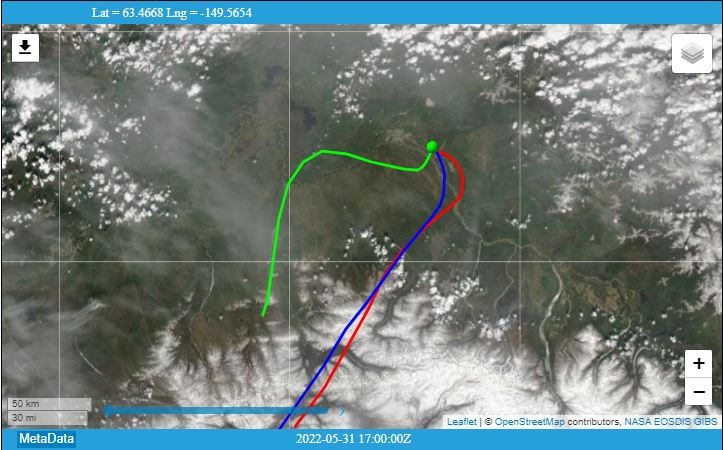 Lat = 63.4668 Lng = -149.5654
+
−
50 km
30 mi
Leaflet | © OpenStreetMap contributors, NASA EOSDIS GIBS
MetaData
2022-05-31 17:00:00Z